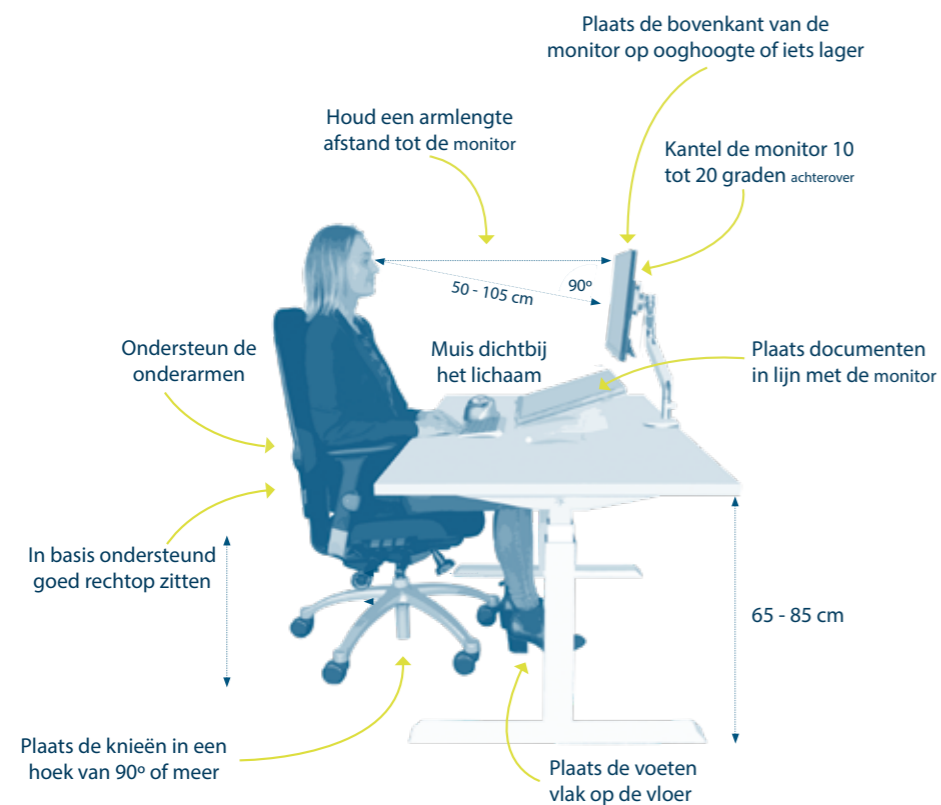 Plaats de bovenkant van de
monitor op ooghoogte of iets lager
Houd een armlengte
afstand tot de monitor
Kantel de monitor 10
tot 20 graden achterover
90º
50 - 105 cm
Ondersteun de
onderarmen
Muis dichtbij
het lichaam
Plaats documenten
in lijn met de monitor
In basis ondersteund
goed rechtop zitten
65 - 85 cm
Plaats de knieën in een
hoek van 90º of meer
Plaats de voeten
vlak op de vloer